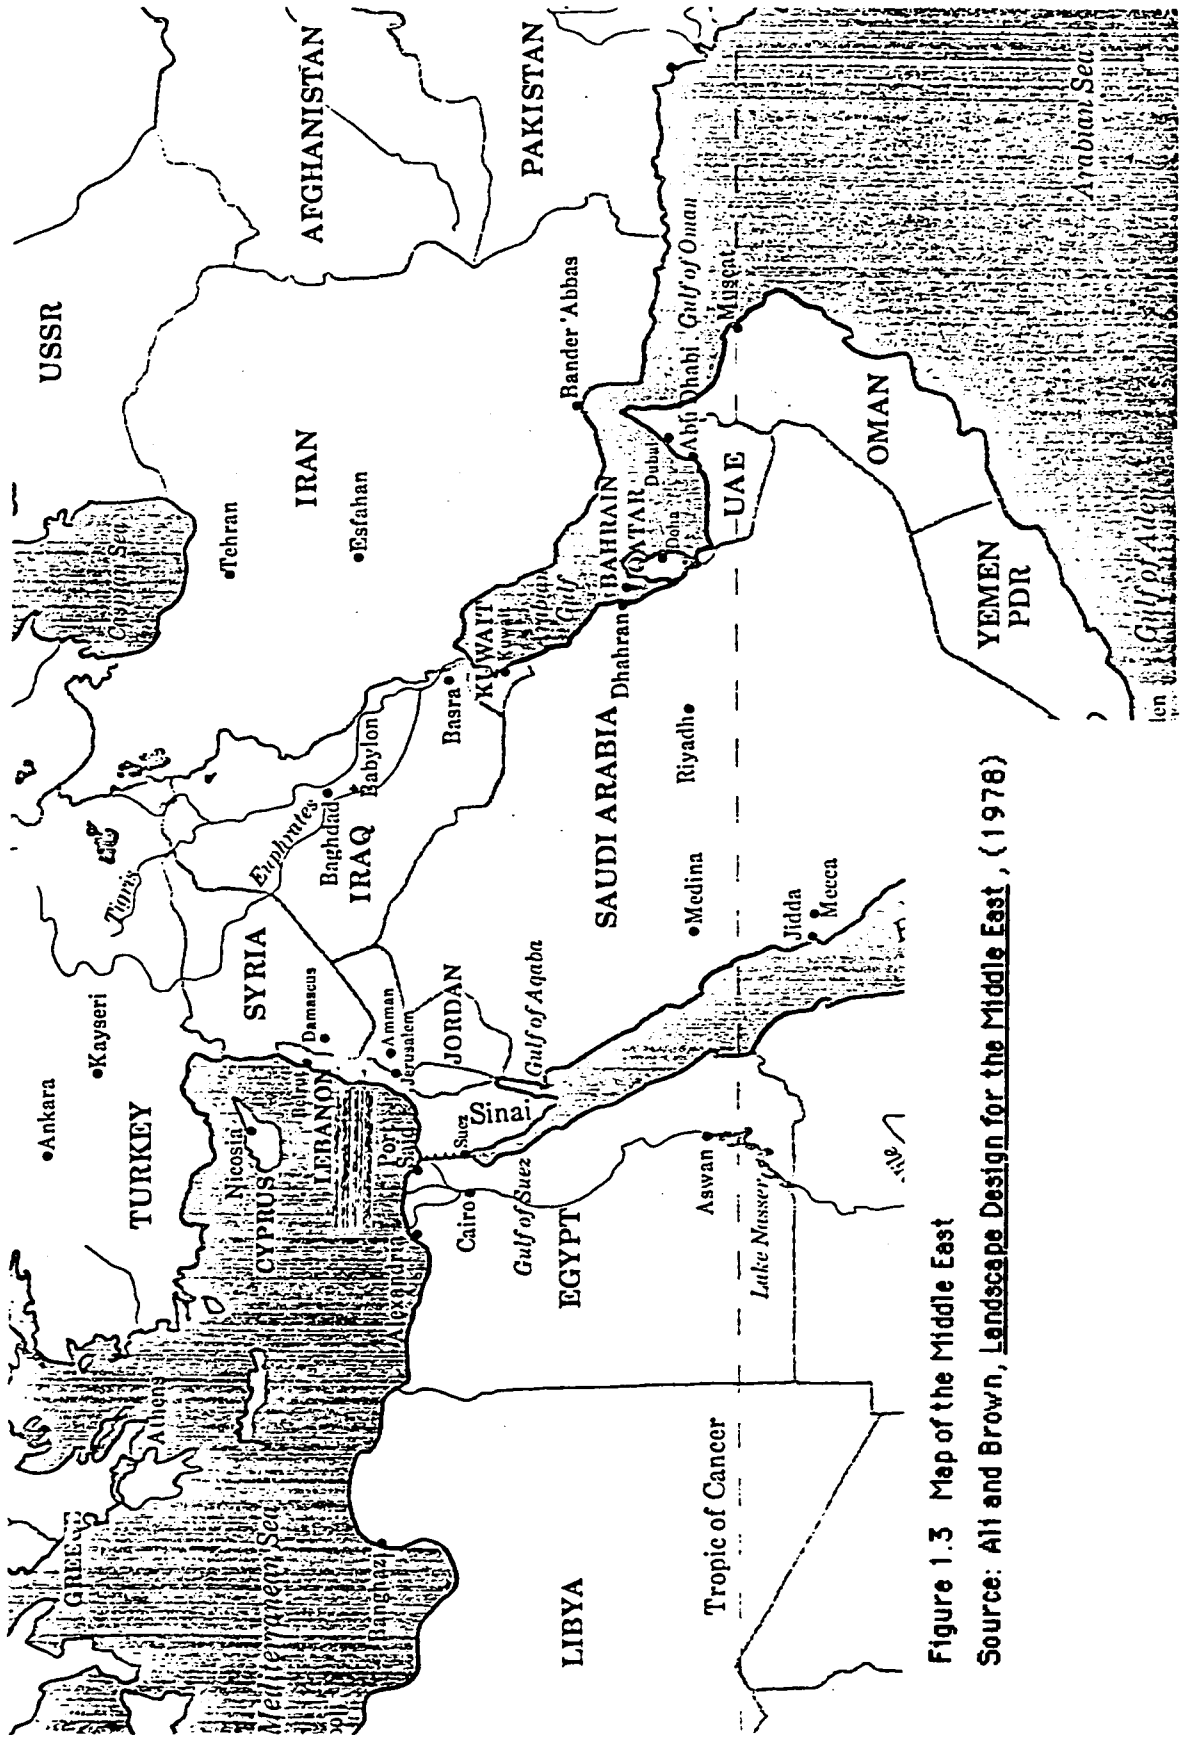 USSR
AFGHANISTAN
PAKISTAN
IRAN
TURKEY
GREECE
Caspian Sea
Tehran
Esfahan
Bander 'Abbas
Arabian Sea
Gulf of Oman
Muscat
Abu Dhabi
Dubai
UAE
OMAN
BAHRAIN
QATAR
Doha
Arabian
Gulf
KUWAIT
Kuwait
Basra
Dhahran
YEMEN
PDR
Gulf of Aden
SAUDI ARABIA
Riyadh
Medina
Jidda
Mecca
Tigris
Euphrates
Baghdad
Babylon
IRAQ
SYRIA
Damascus
Amman
Jerusalem
JORDAN
Gulf of Aqaba
Ankara
Kayseri
Nicosia
CYPRUS
Beirut
LEBANON
Port
Said
Suez
Sinai
Gulf of Suez
Cairo
Alexandria
EGYPT
Aswan
Lake Nasser
Athens
Mediterranean Sea
Banghazi
LIBYA
Tropic of Cancer
Figure 1.3 Map of the Middle East
Source: Ali and Brown, Landscape Design for the Middle East, (1978)